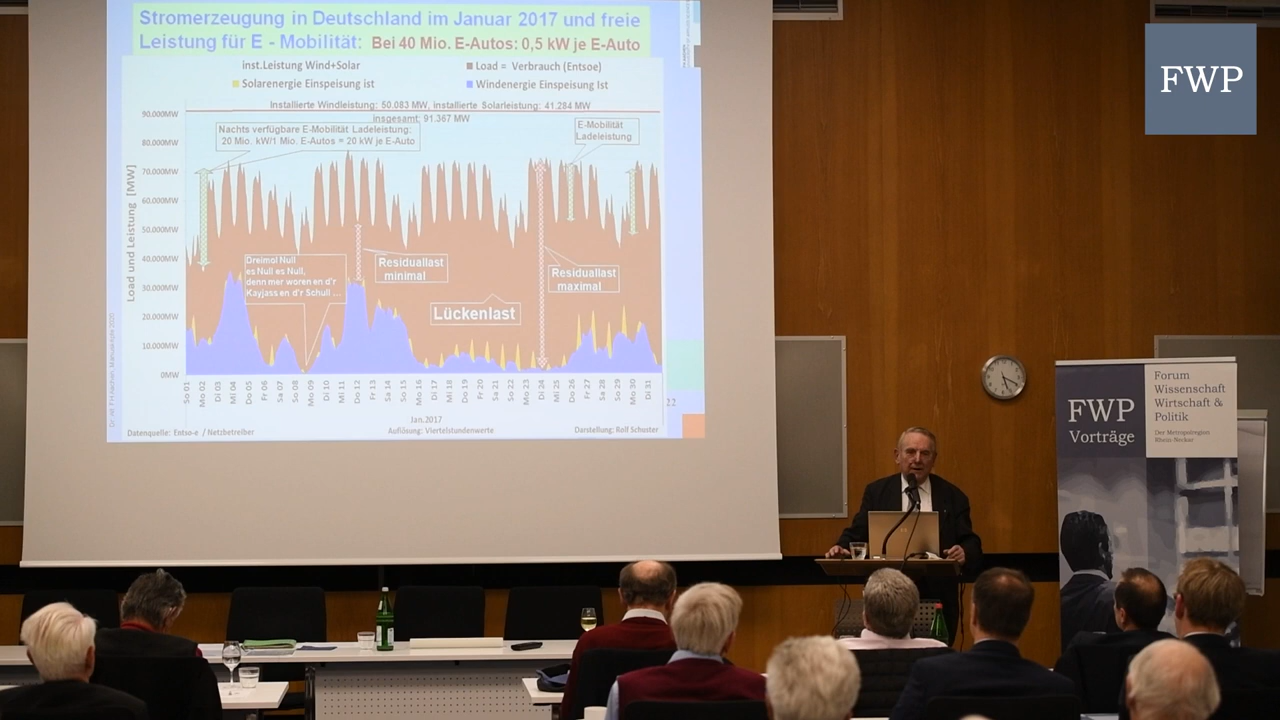 Stromerzeugung in Deutschland im Januar 2017 und freie
Leistung für E - Mobilität: Bei 40 Mio. E-Autos: 0,5 kW je E-Auto
inst.Leistung Wind+Solar
Load = Verbrauch (Entsoe)
Solarenergie Einspeisung ist
Windenergie Einspeisung Ist
Installierte Windleistung: 50.083 MW, installierte Solarleistung: 41.284 MW
Insgesamt: 91.367 MW
90.000MW
80.000MW
70.000MW
60.000MW
50.000MW
40.000MW
30.000MW
20.000MW
10.000MW
0MW
Load und Leistung [MW]
Nachts verfügbare E-Mobilität Ladeleistung:
20 Mio. kW/1 Mio. E-Autos = 20 kW je E-Auto
E-Mobilität
Ladeleistung
Dreimol Null
es Null es Null,
denn mer woren en d'r
Kayjass en d'r Schull ...
Residuallast
minimal
Residuallast
maximal
Lückenlast
So 01
Mo 02
Di 03
Mi 04
Do 05
Fr 06
Sa 07
So 08
Mo 09
Di 10
Mi 11
Do 12
Fr 13
Sa 14
So 15
Mo 16
Di 17
Mi 18
Do 19
Fr 20
Sa 21
So 22
Mo 23
Di 24
Mi 25
Do 26
Fr 27
Sa 28
So 29
Mo 30
Di 31
Jan.2017
Datenquelle: Entso-e / Netzbetreiber
Auflösung: Viertelstundenwerte
Darstellung: Rolf Schuster
22
FWP
FWP
Vorträge
Forum
Wissenschaft
Wirtschaft &
Politik
Der Metropolregion
Rhein-Neckar